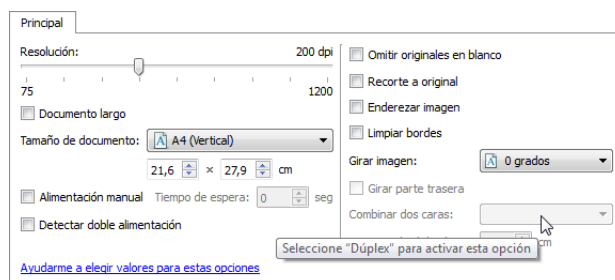 Principal
Resolución: 200 dpi
75 1200
Documento largo
Tamaño de documento: A4 (Vertical)
21,6 × 27,9 cm
Alimentación manual Tiempo de espera: 0 seg
Detectar doble alimentación
Ayudarme a elegir valores para estas opciones
Omitir originales en blanco
Recorte a original
Enderezar imagen
Limpiar bordes
Girar imagen: 0 grados
Girar parte trasera
Combinar dos caras:
cm
Seleccione "Dúplex" para activar esta opción